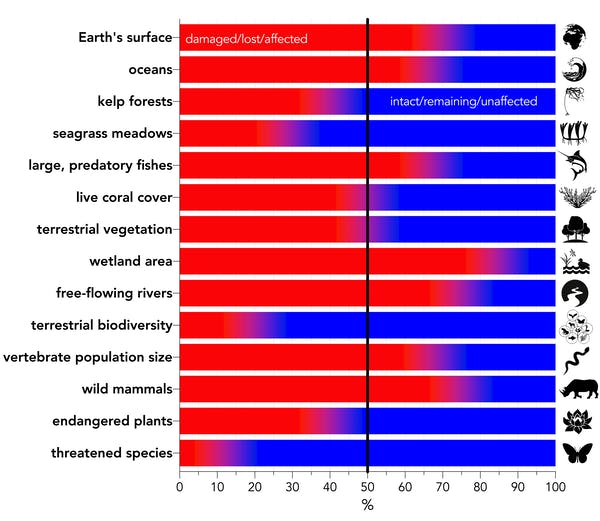 Earth's surface
damaged/lost/affected
oceans
kelp forests
intact/remaining/unaffected
seagrass meadows
large, predatory fishes
live coral cover
terrestrial vegetation
wetland area
free-flowing rivers
terrestrial biodiversity
vertebrate population size
wild mammals
endangered plants
threatened species
0 10 20 30 40 50 60 70 80 90 100
%